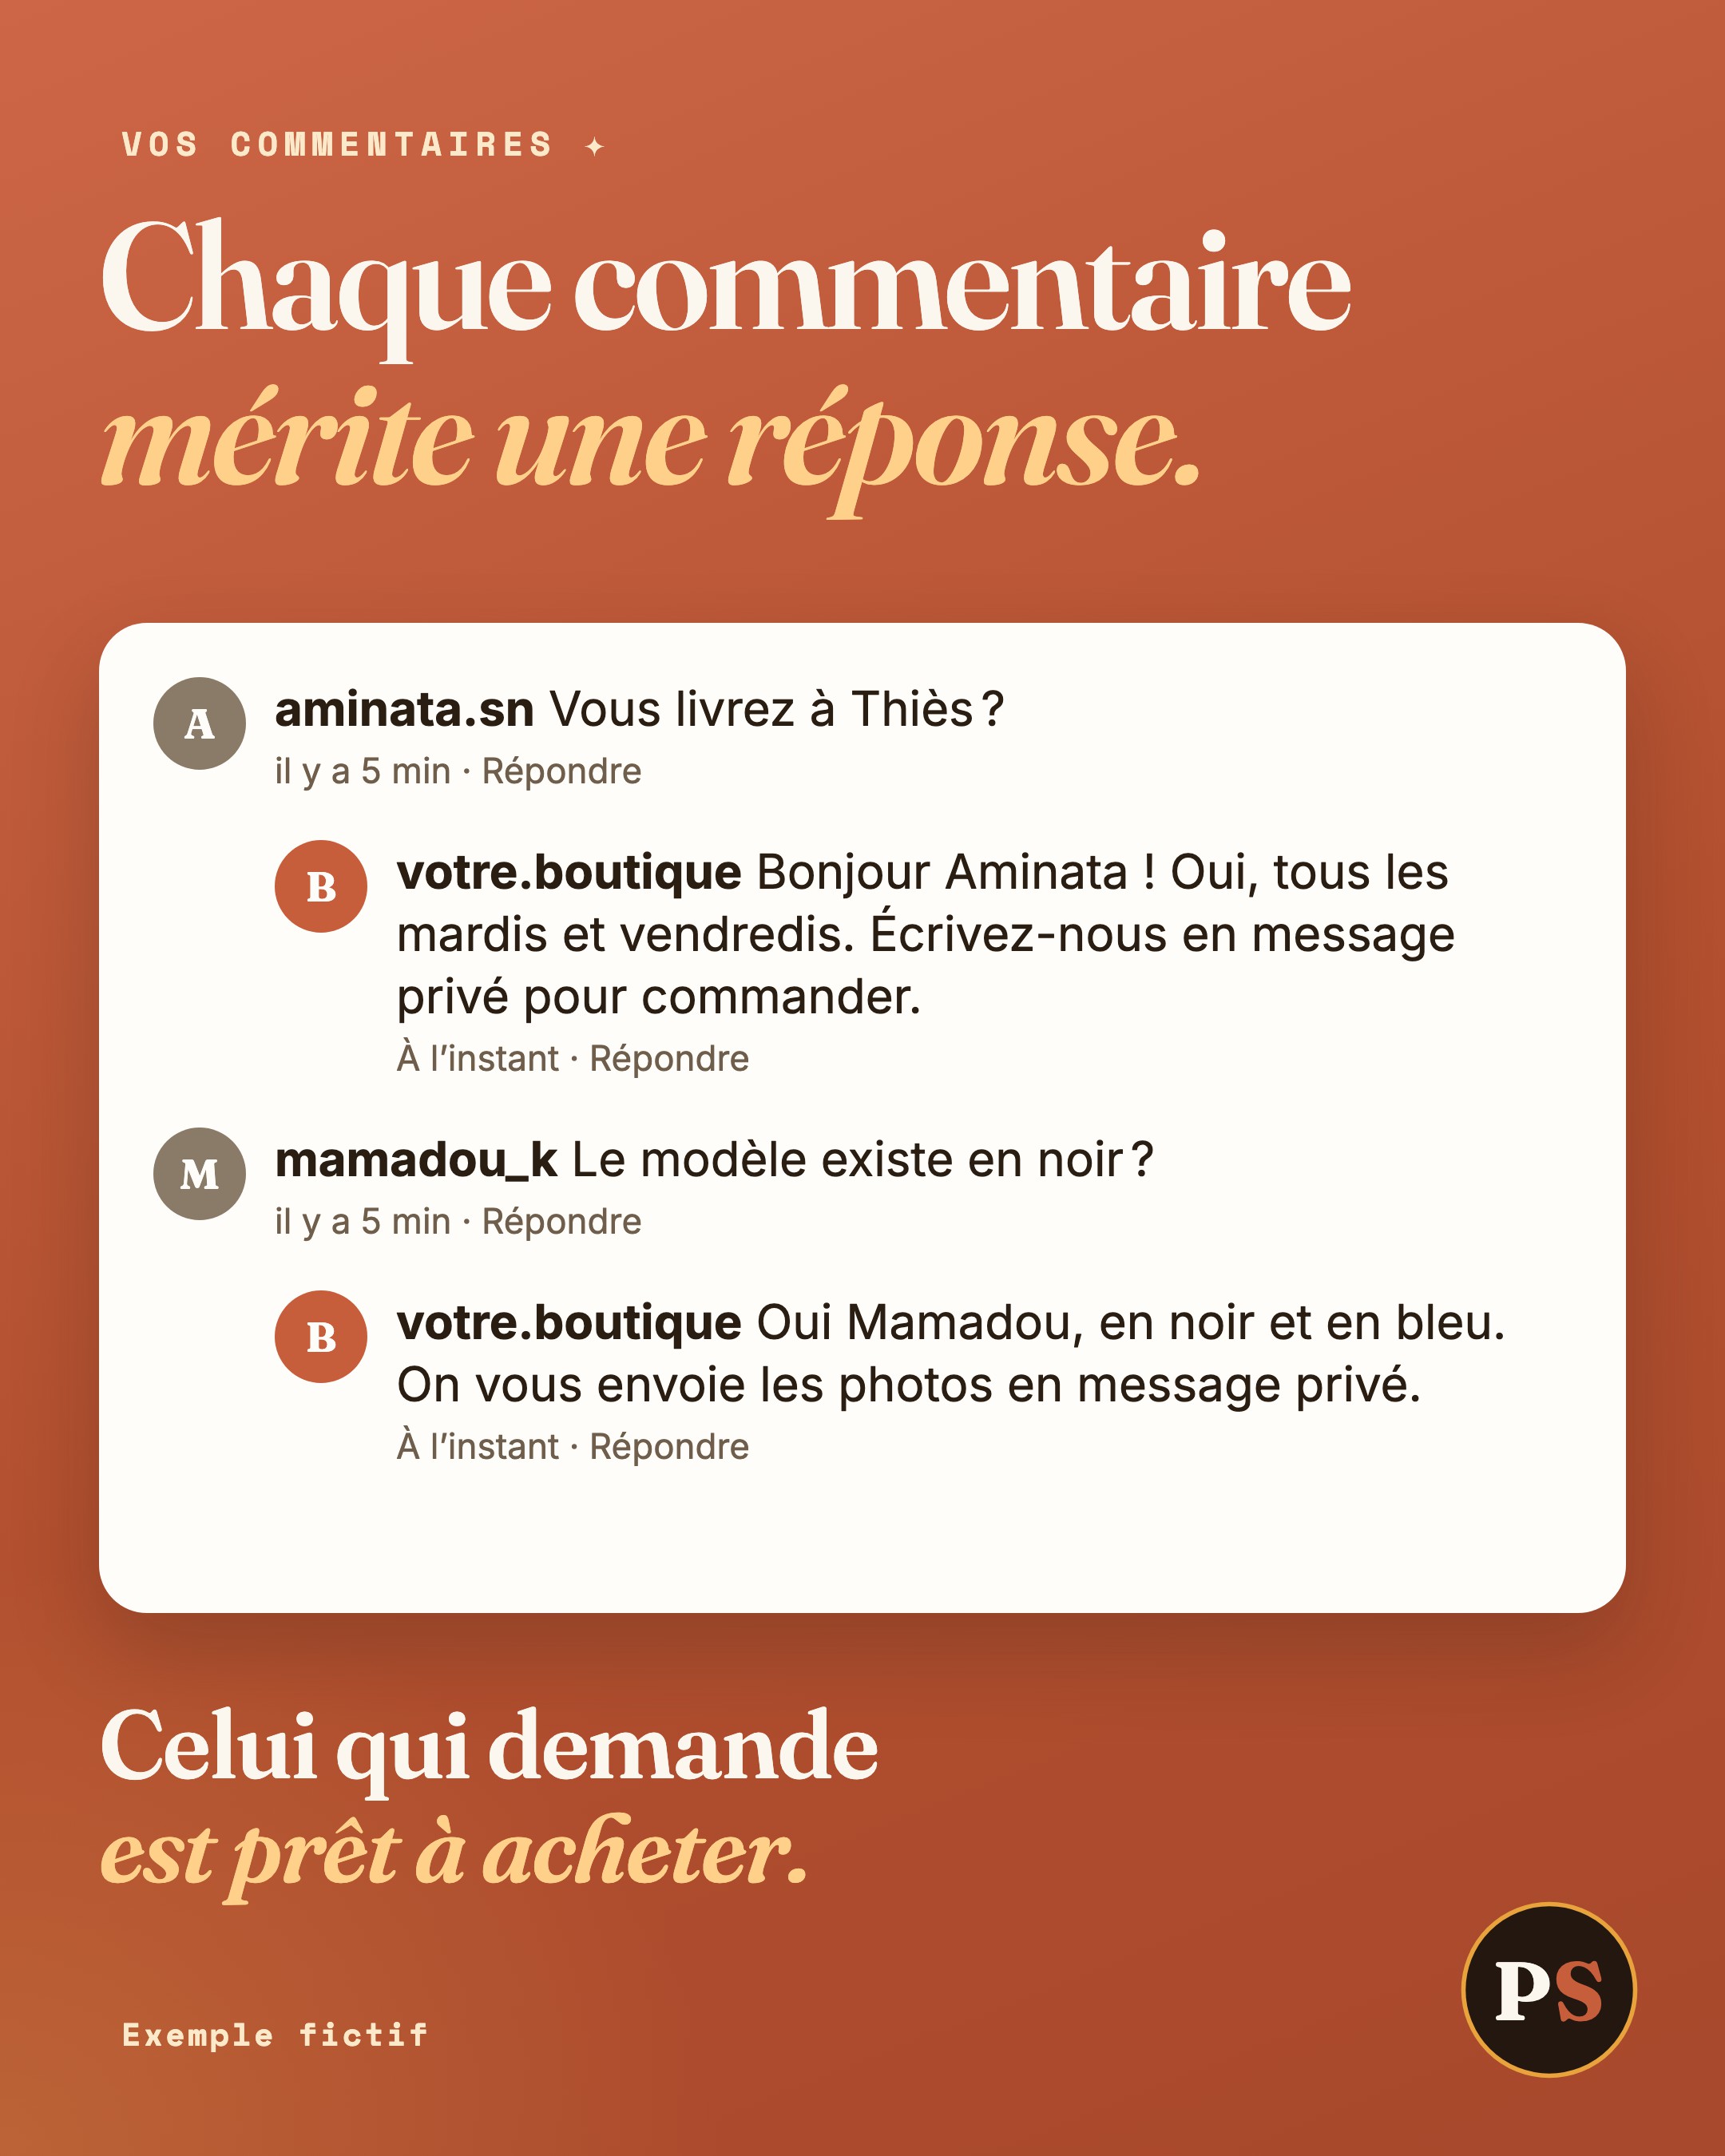 VOS COMMENTAIRES ✦
Chaque commentaire
mérite une réponse.
A
aminata.sn Vous livrez à Thiès ?
il y a 5 min · Répondre
B
votre.boutique Bonjour Aminata ! Oui, tous les
mardis et vendredis. Écrivez-nous en message
privé pour commander.
À l’instant · Répondre
M
mamadou_k Le modèle existe en noir ?
il y a 5 min · Répondre
B
votre.boutique Oui Mamadou, en noir et en bleu.
On vous envoie les photos en message privé.
À l’instant · Répondre
Celui qui demande
est prêt à acheter.
PS
Exemple fictif